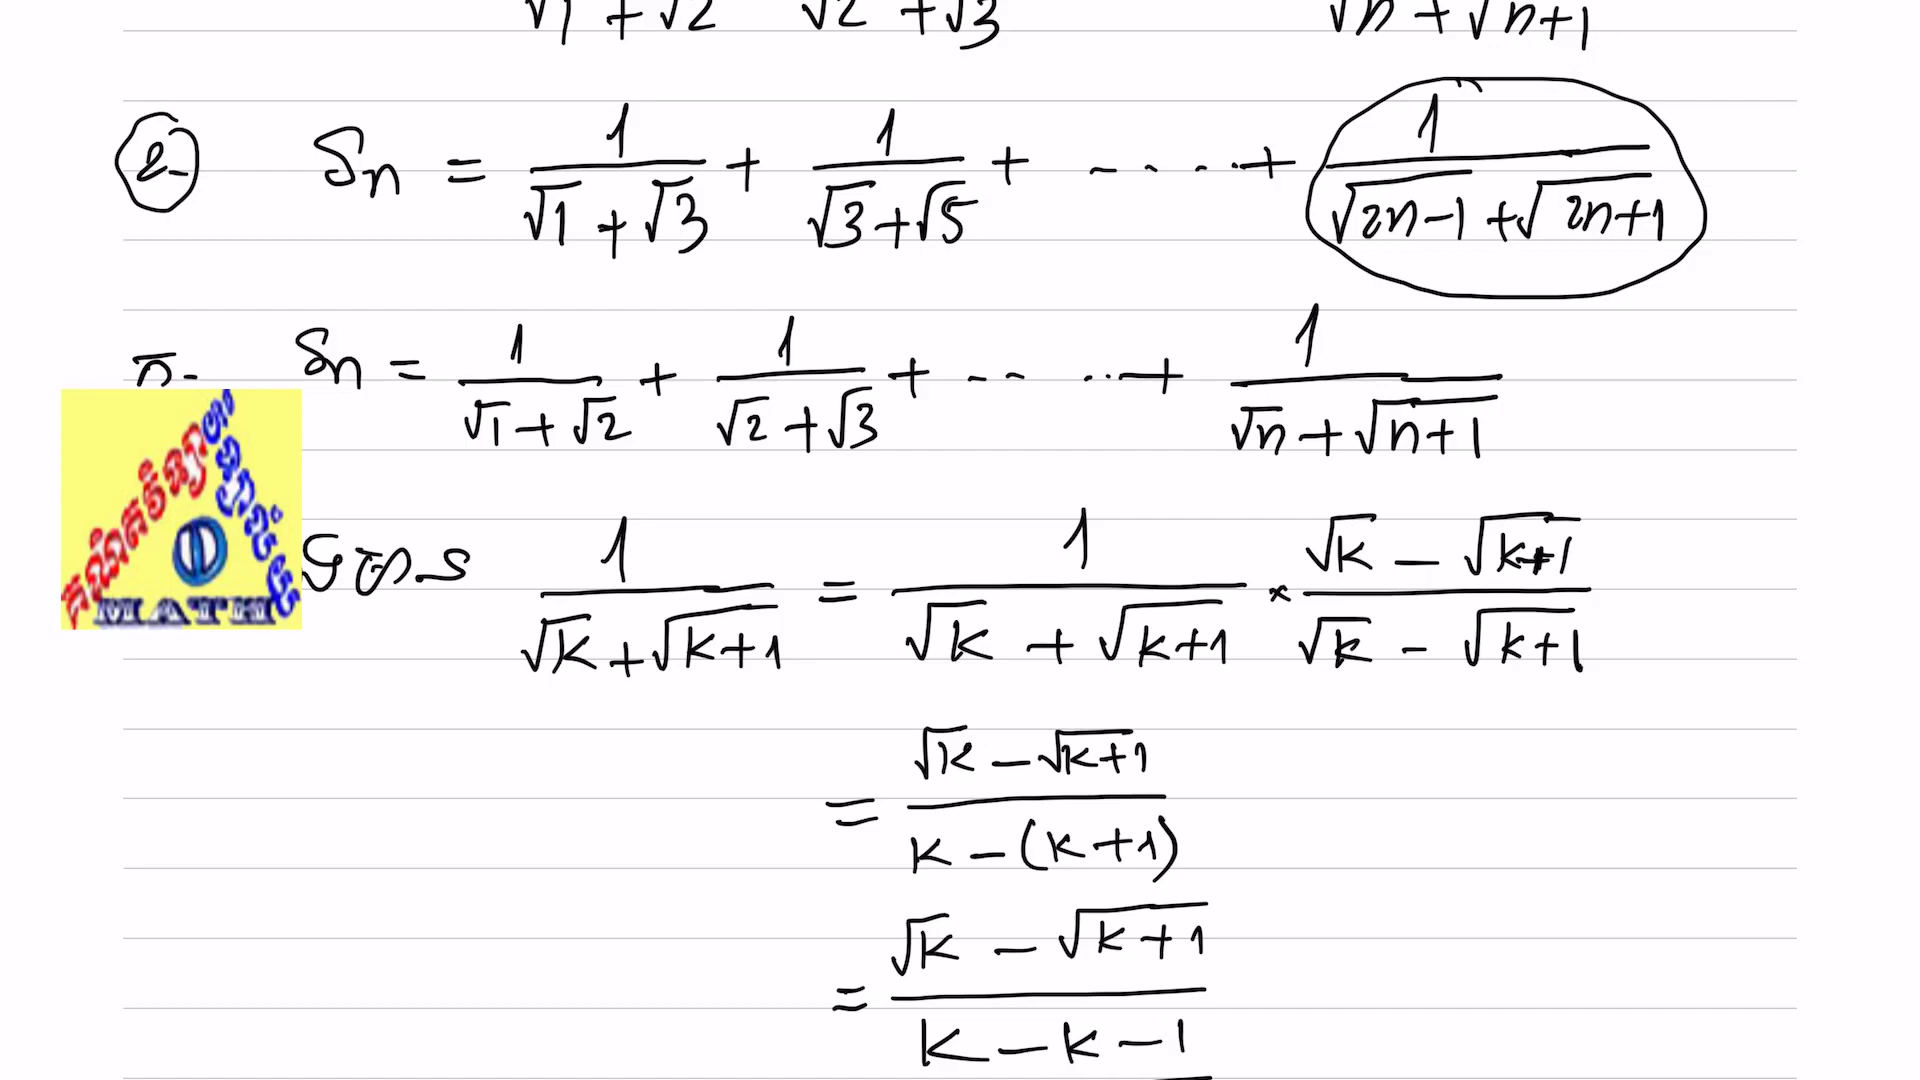 √1 + √2 √2 + √3 √n + √n+1
2- Sn = 1/(√1 + √3) + 1/(√3 + √5) + ..... + 1/(√2n-1 + √2n+1)
Sn = 1/(√1 + √2) + 1/(√2 + √3) + -- ... + 1/(√n + √n+1)
1/(√k + √k+1) = 1/(√k + √k+1) × (√k - √k+1)/(√k - √k+1)
MATH
= (√k - √k+1)/(k - (k+1))
= (√k - √k+1)/(k - k - 1)